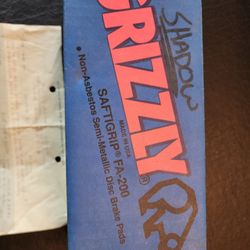 SHADOW
GRIZZLY®
MADE IN USA
SAFTIGRIP® FA-200
• Non-Asbestos Semi-Metallic Disc Brake Pads